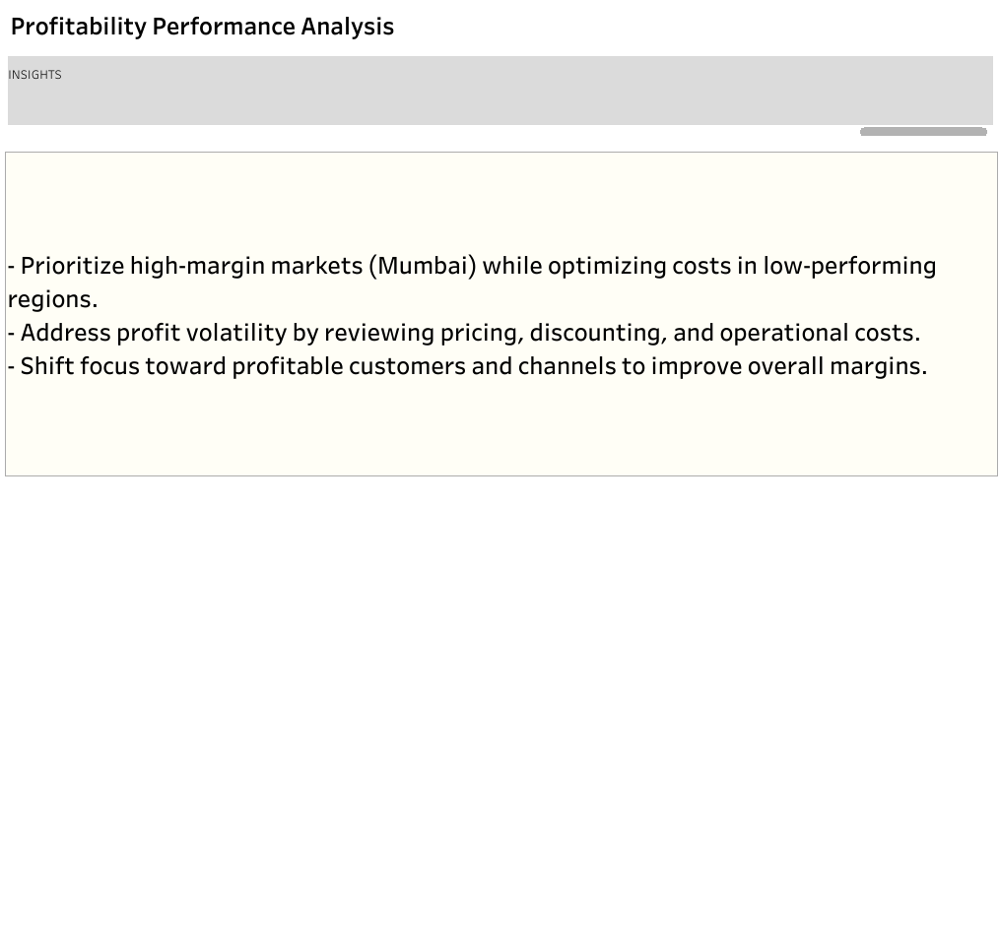 Profitability Performance Analysis
INSIGHTS
- Prioritize high-margin markets (Mumbai) while optimizing costs in low-performing
regions.
- Address profit volatility by reviewing pricing, discounting, and operational costs.
- Shift focus toward profitable customers and channels to improve overall margins.